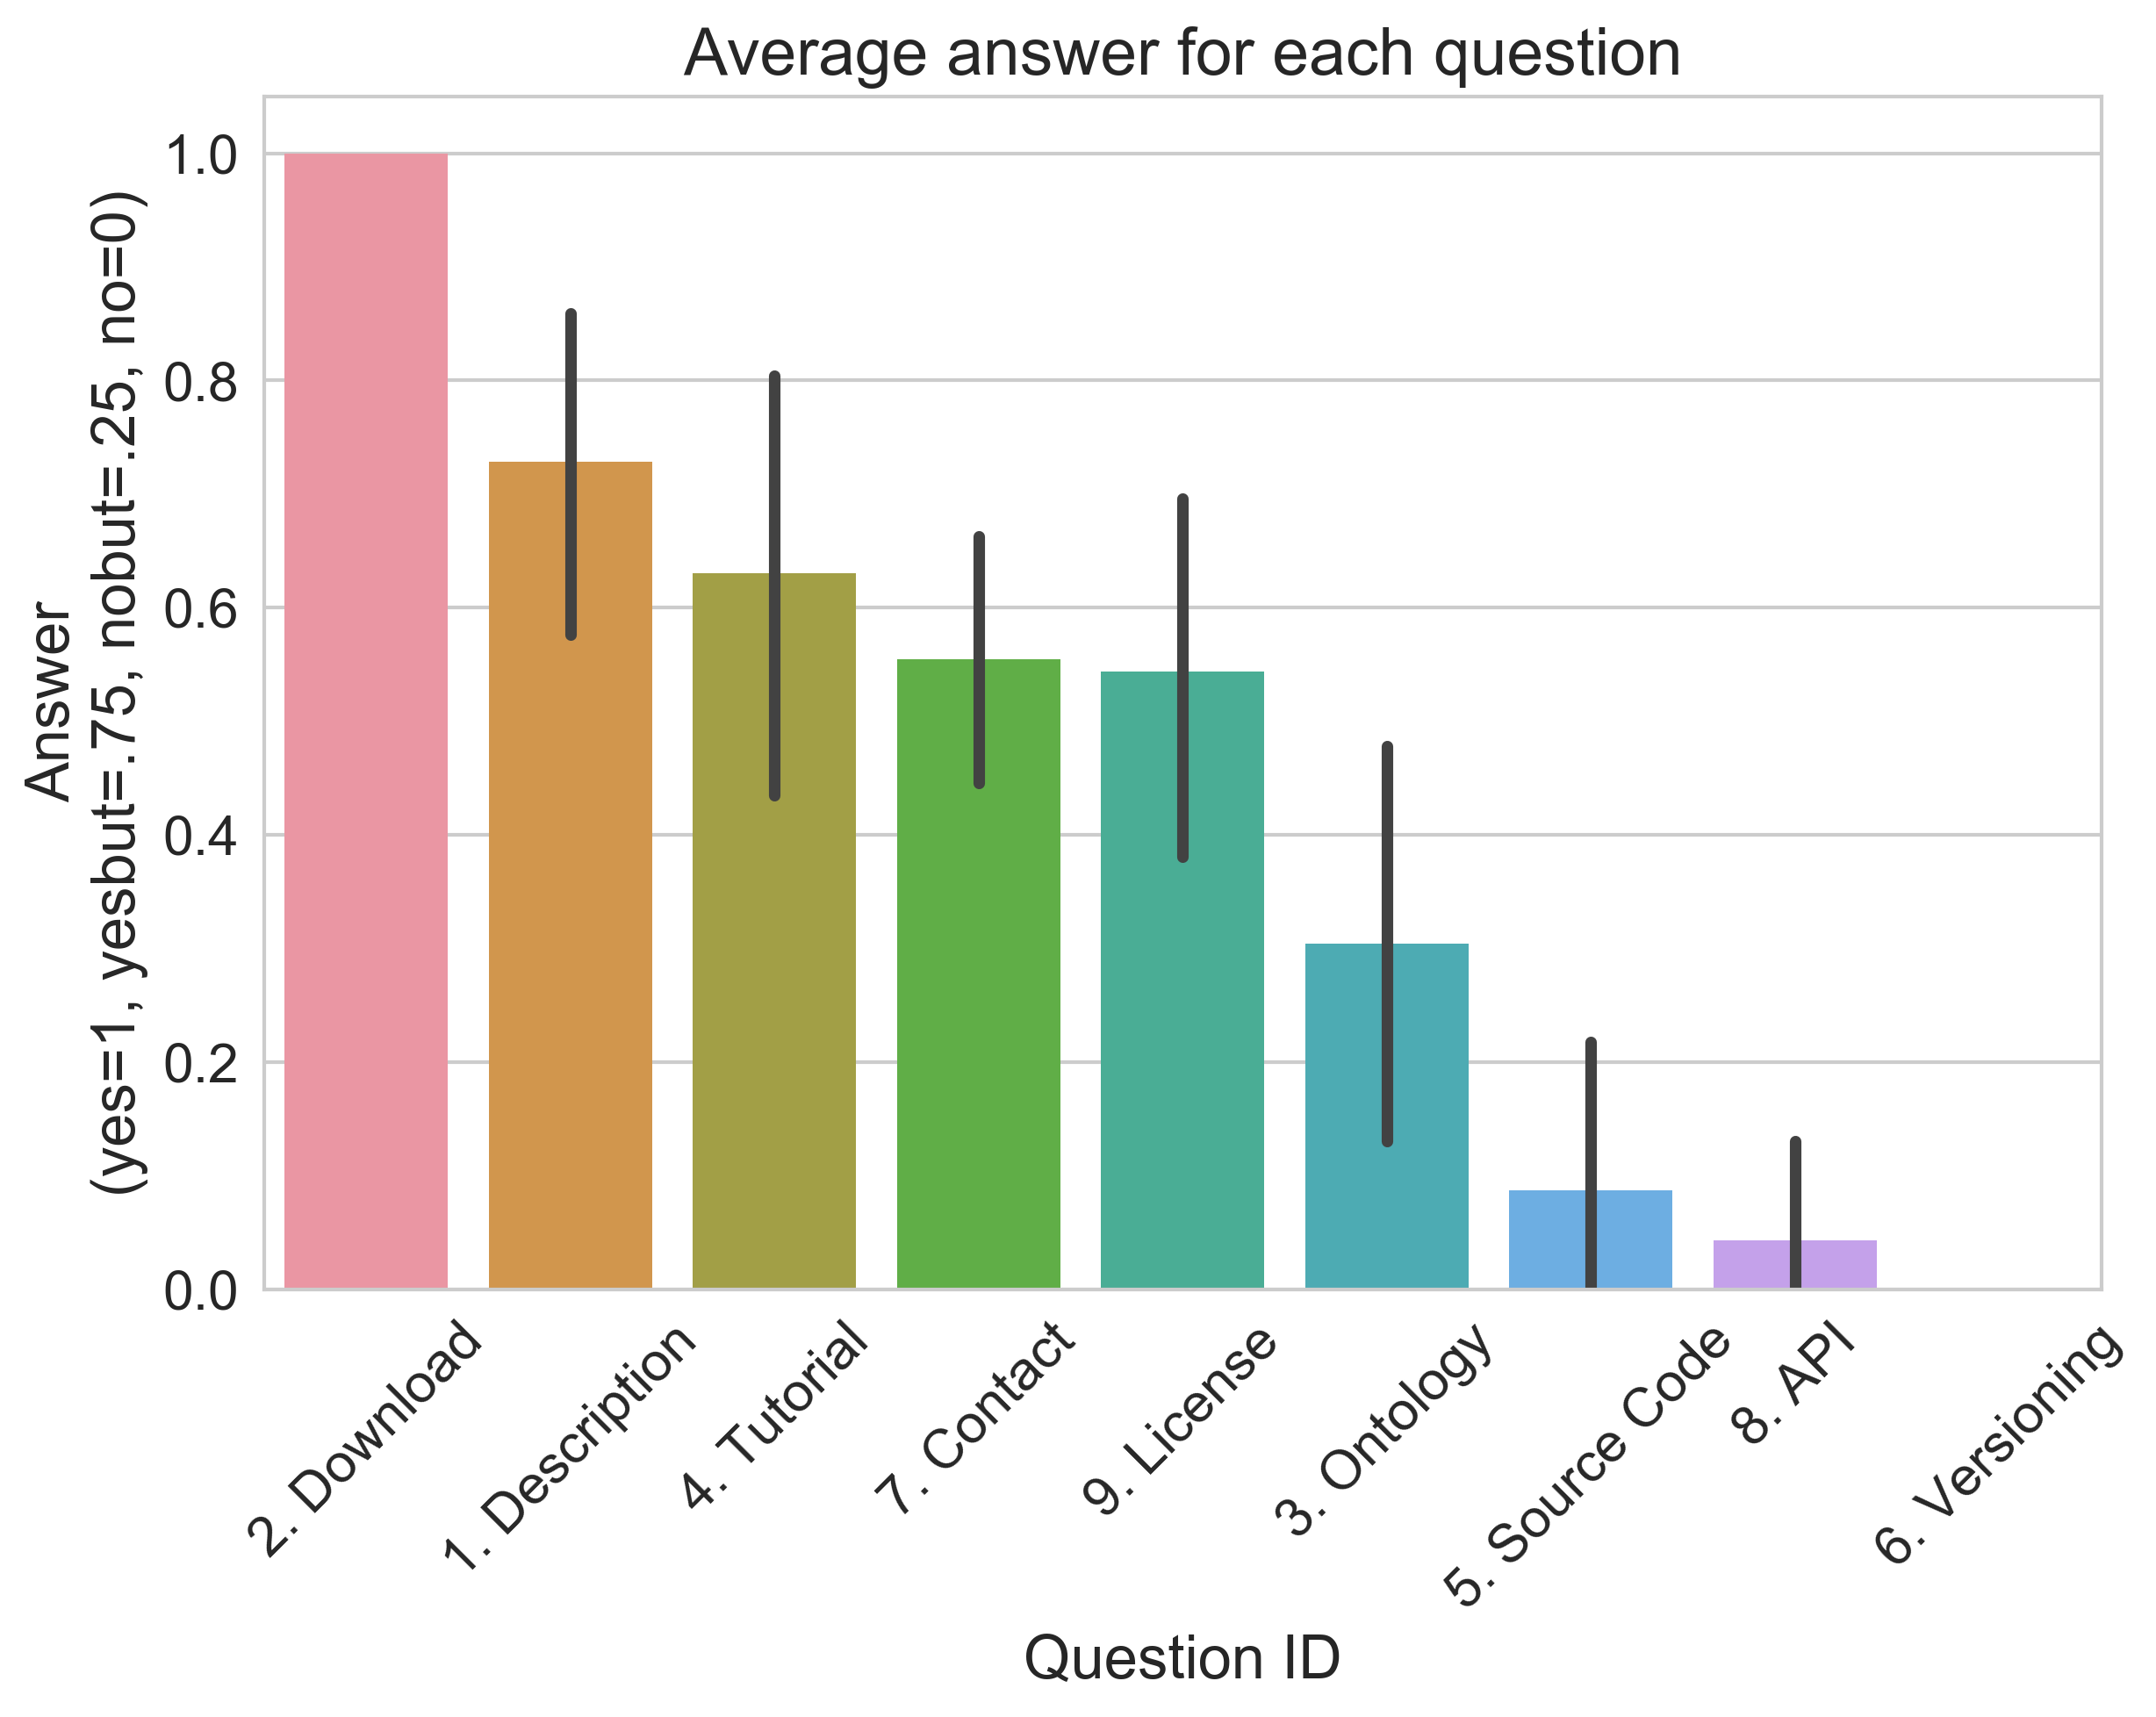 Average answer for each question
Answer
(yes=1, yesbut=.75, nobut=.25, no=0)
1.0
0.8
0.6
0.4
0.2
0.0
2. Download
1. Description
4. Tutorial
7. Contact
9. License
3. Ontology
5. Source Code
8. API
6. Versioning
Question ID